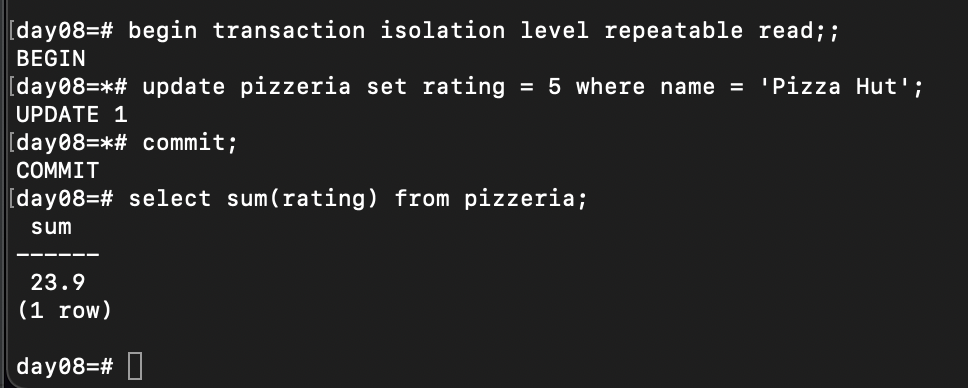 [day08=# begin transaction isolation level repeatable read;;
BEGIN
[day08=*# update pizzeria set rating = 5 where name = 'Pizza Hut';
UPDATE 1
[day08=*# commit;
COMMIT
[day08=# select sum(rating) from pizzeria;
 sum
------
 23.9
(1 row)

day08=#